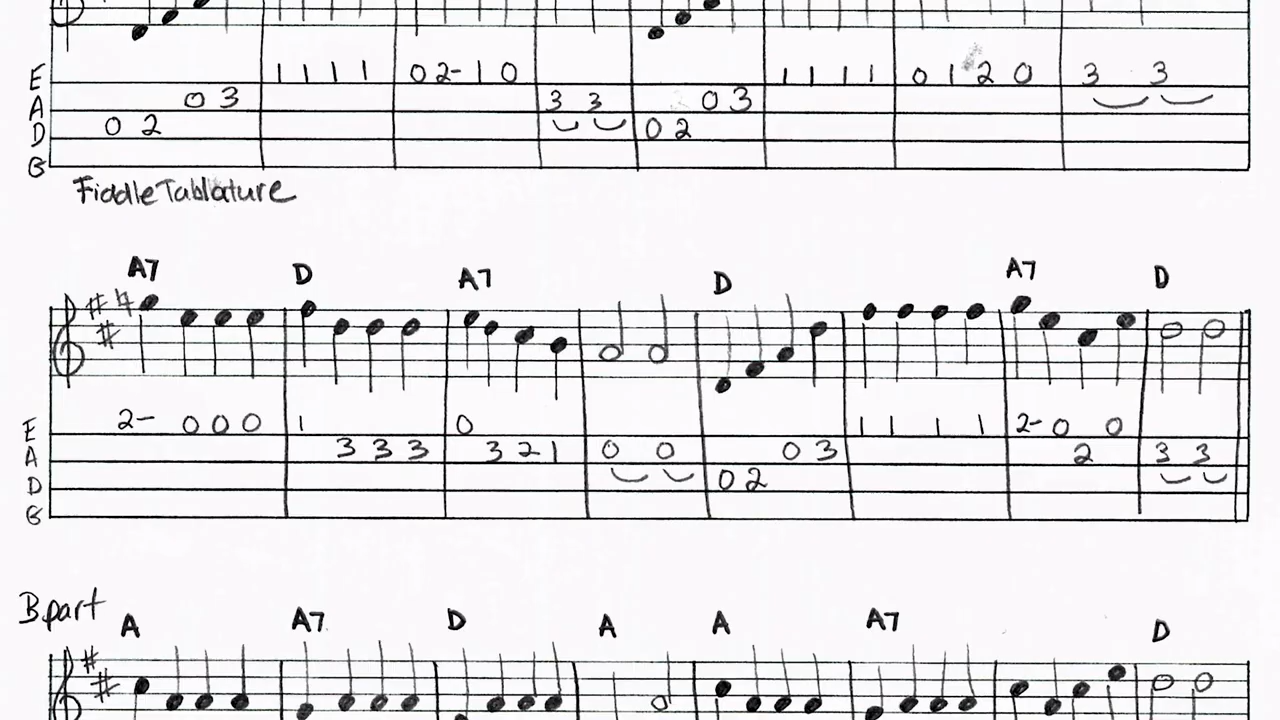 E 1 1 1 1 0 2- 1 0 1 1 1 1 0 1 2 0 3 3
A 0 3 3 3 0 3
D 0 2 0 2
G
Fiddle Tablature
A7 D A7 D A7 D
E 2- 0 0 0 1 0 1 1 1 1 2- 0 0
A 3 3 3 3 2 1 0 0 0 3 2 3 3
D 0 2
G
B part
A A7 D A A A7 D